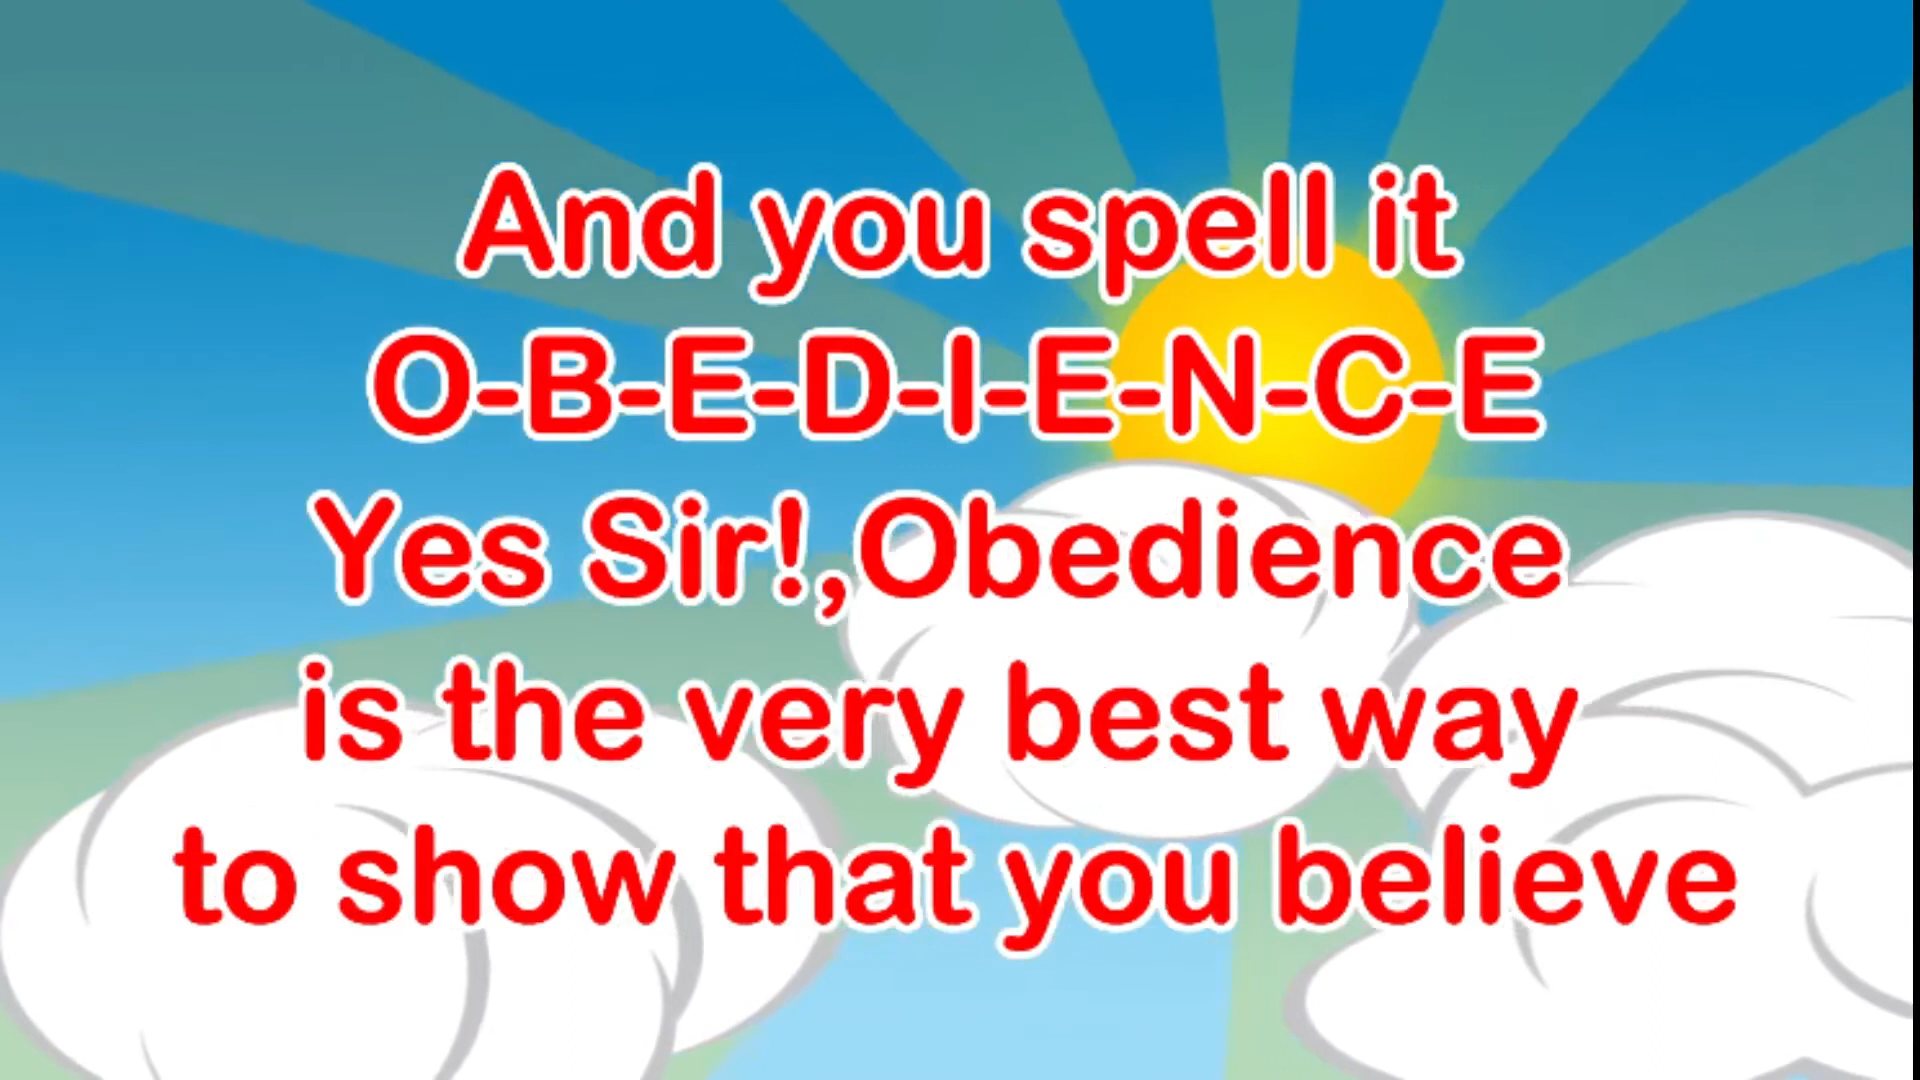 And you spell it
O-B-E-D-I-E-N-C-E
Yes Sir!,Obedience
is the very best way
to show that you believe